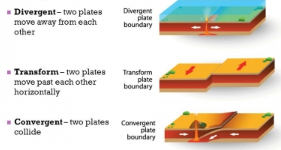 Divergent – two plates
move away from each
other
Divergent
plate
boundary
Transform – two plates
move past each other
horizontally
Transform
plate
boundary
Convergent – two plates
collide
Convergent
plate
boundary